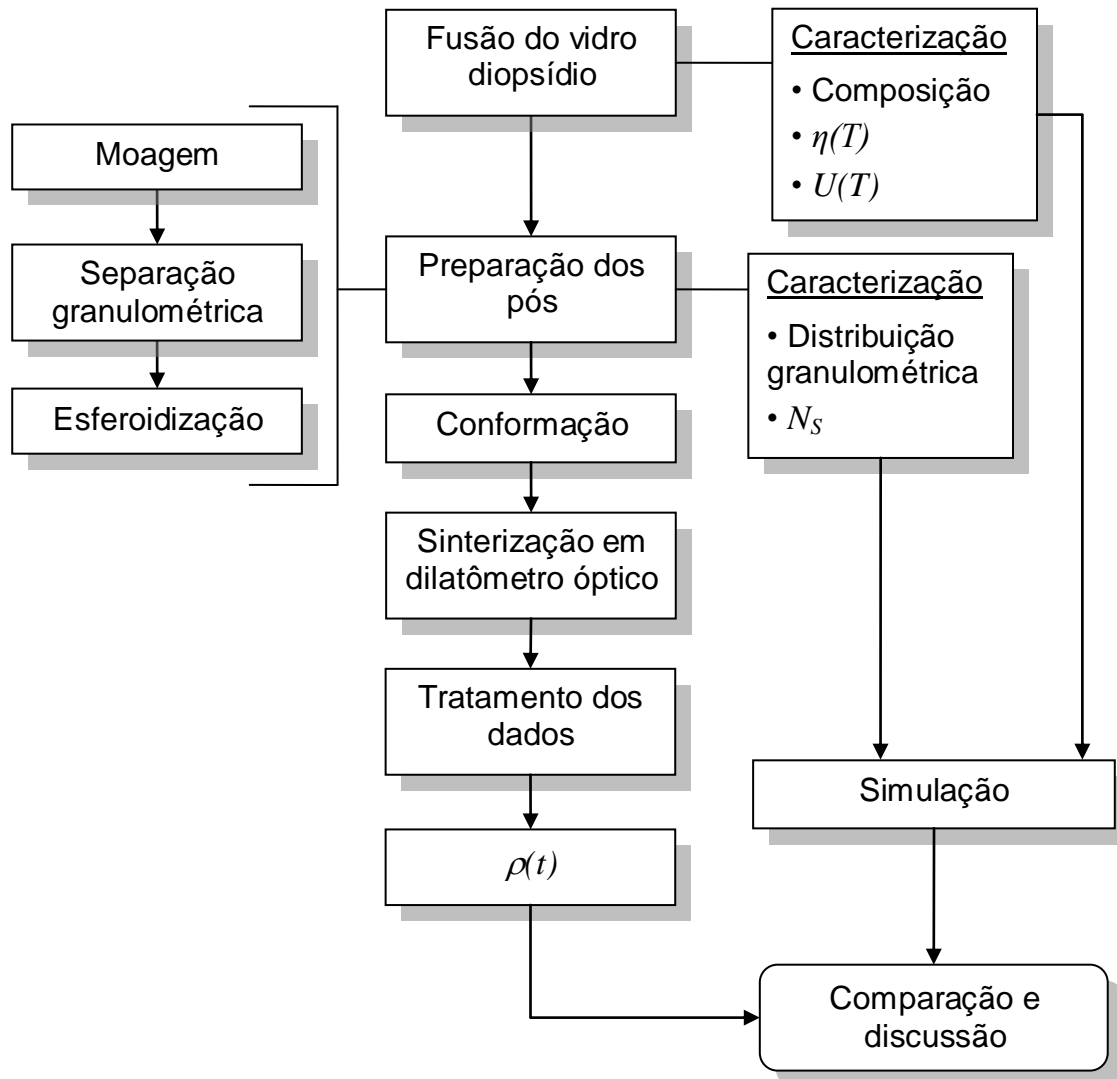 Fusão do vidro
diopsídio
Caracterização
• Composição
• η(T)
• U(T)
Moagem
Separação
granulométrica
Esferoidização
Preparação dos
pós
Caracterização
• Distribuição
granulométrica
• N_S
Conformação
Sinterização em
dilatômetro óptico
Tratamento dos
dados
ρ(t)
Simulação
Comparação e
discussão